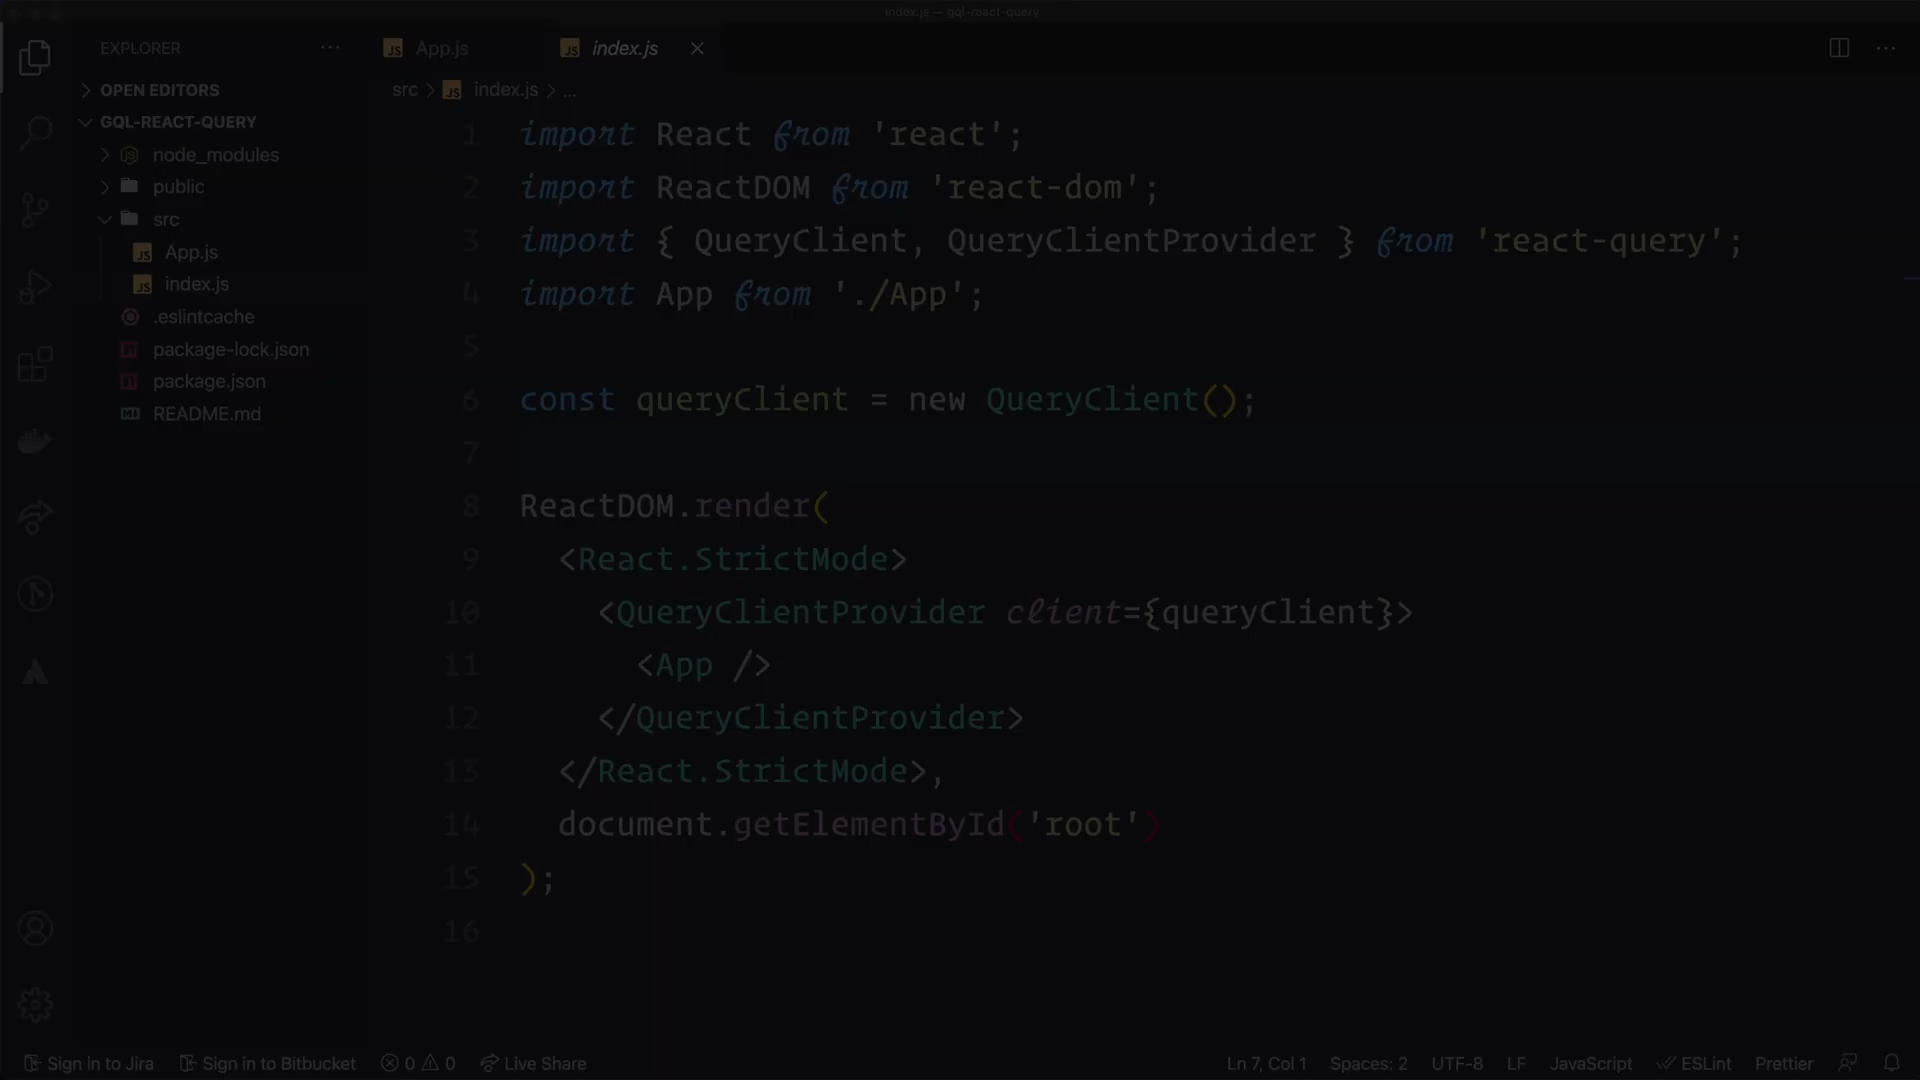 index.js — gql-react-query
EXPLORER
App.js
index.js
OPEN EDITORS
src > index.js > ...
GQL-REACT-QUERY
node_modules
public
src
App.js
index.js
.eslintcache
package-lock.json
package.json
README.md
1 import React from 'react';
2 import ReactDOM from 'react-dom';
3 import { QueryClient, QueryClientProvider } from 'react-query';
4 import App from './App';
5
6 const queryClient = new QueryClient();
7
8 ReactDOM.render(
9 <React.StrictMode>
10 <QueryClientProvider client={queryClient}>
11 <App />
12 </QueryClientProvider>
13 </React.StrictMode>,
14 document.getElementById('root')
15 );
16
Sign in to Jira Sign in to Bitbucket 0 0 Live Share Ln 7, Col 1 Spaces: 2 UTF-8 LF JavaScript ESLint Prettier